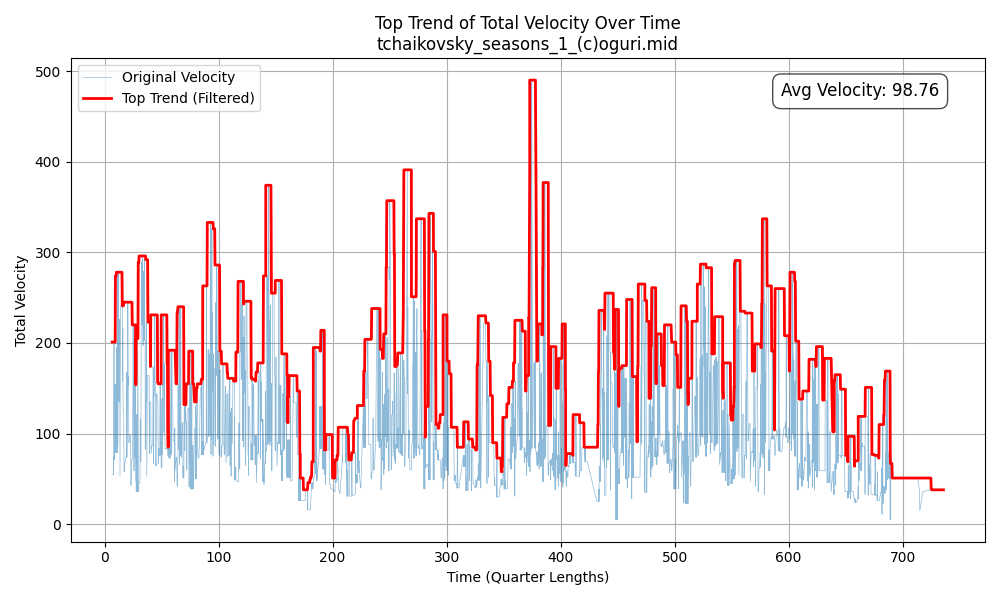 Top Trend of Total Velocity Over Time
tchaikovsky_seasons_1_(c)oguri.mid
Original Velocity
Top Trend (Filtered)
Avg Velocity: 98.76
Total Velocity
500
400
300
200
100
0
0 100 200 300 400 500 600 700
Time (Quarter Lengths)